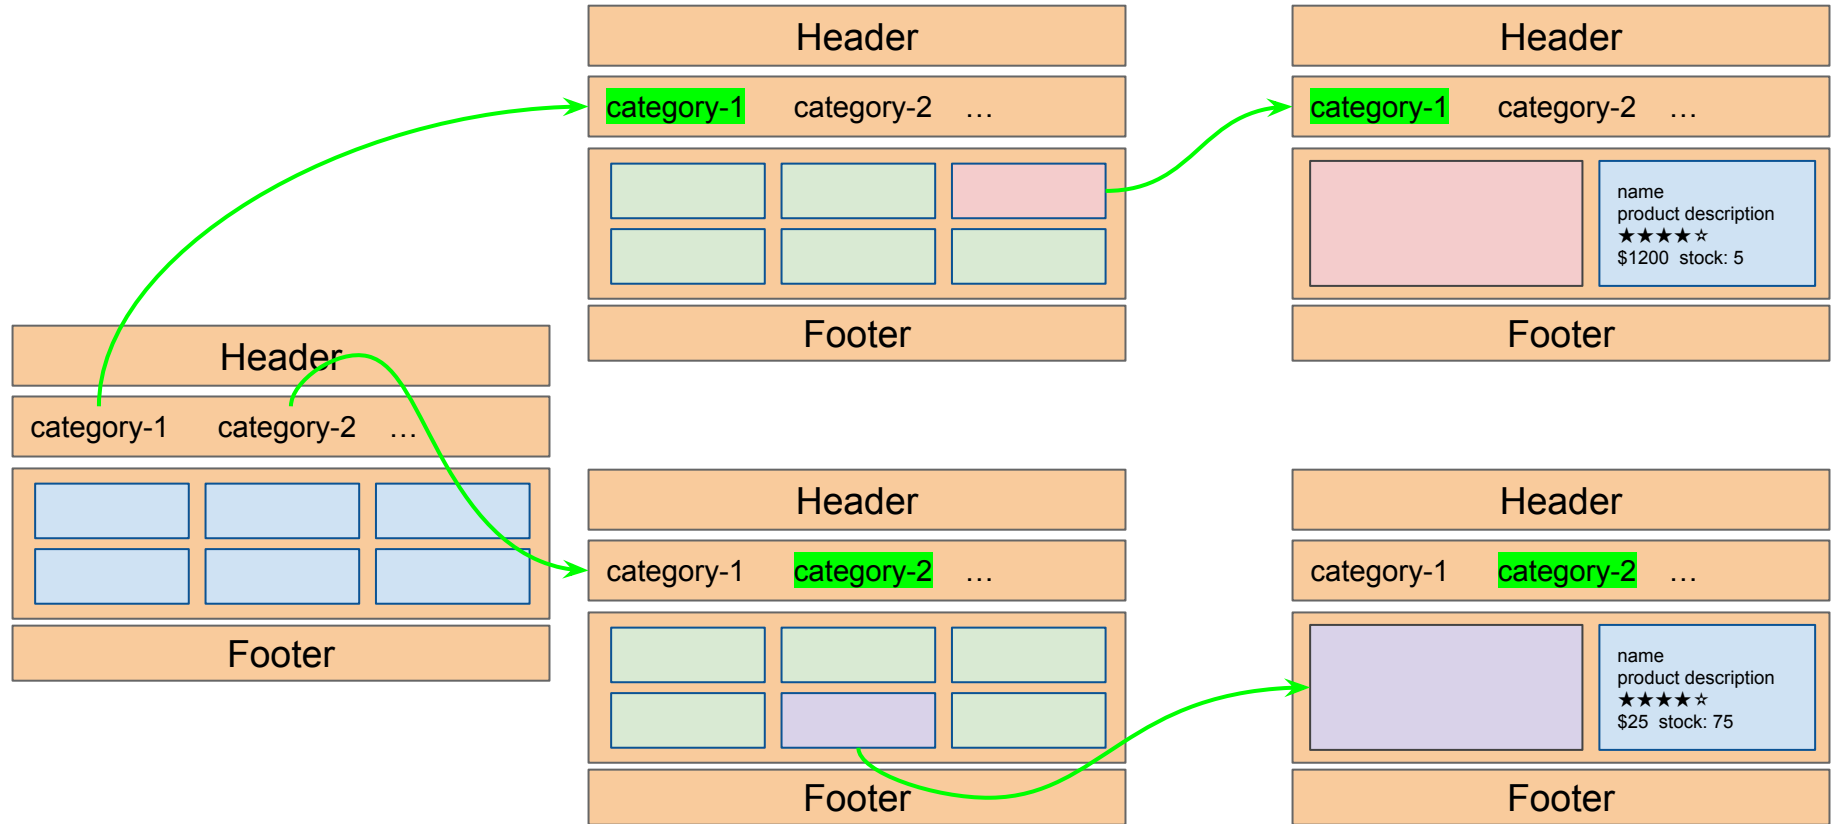 Header
category-1 category-2 …
Footer
Header
category-1 category-2 …
Footer
Header
category-1 category-2 …
name
product description
★★★★☆
$1200 stock: 5
Footer
Header
category-1 category-2 …
Footer
Header
category-1 category-2 …
name
product description
★★★★☆
$25 stock: 75
Footer